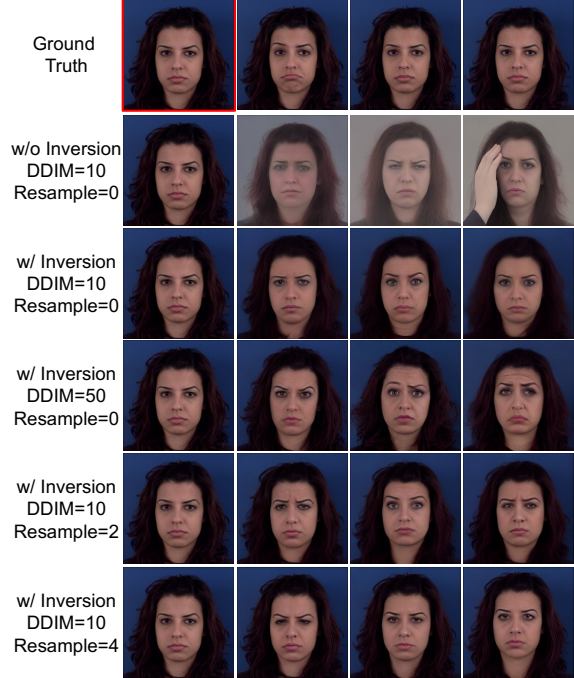 Ground
Truth
w/o Inversion
DDIM=10
Resample=0
w/ Inversion
DDIM=10
Resample=0
w/ Inversion
DDIM=50
Resample=0
w/ Inversion
DDIM=10
Resample=2
w/ Inversion
DDIM=10
Resample=4